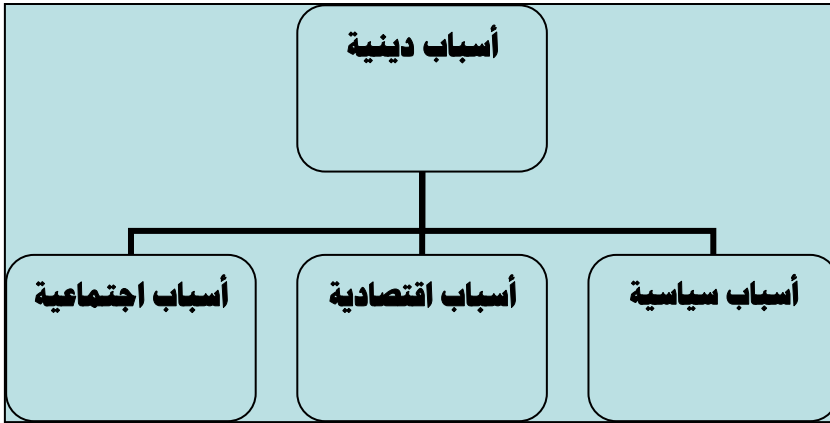 أسباب دينية
أسباب سياسية
أسباب اقتصادية
أسباب اجتماعية